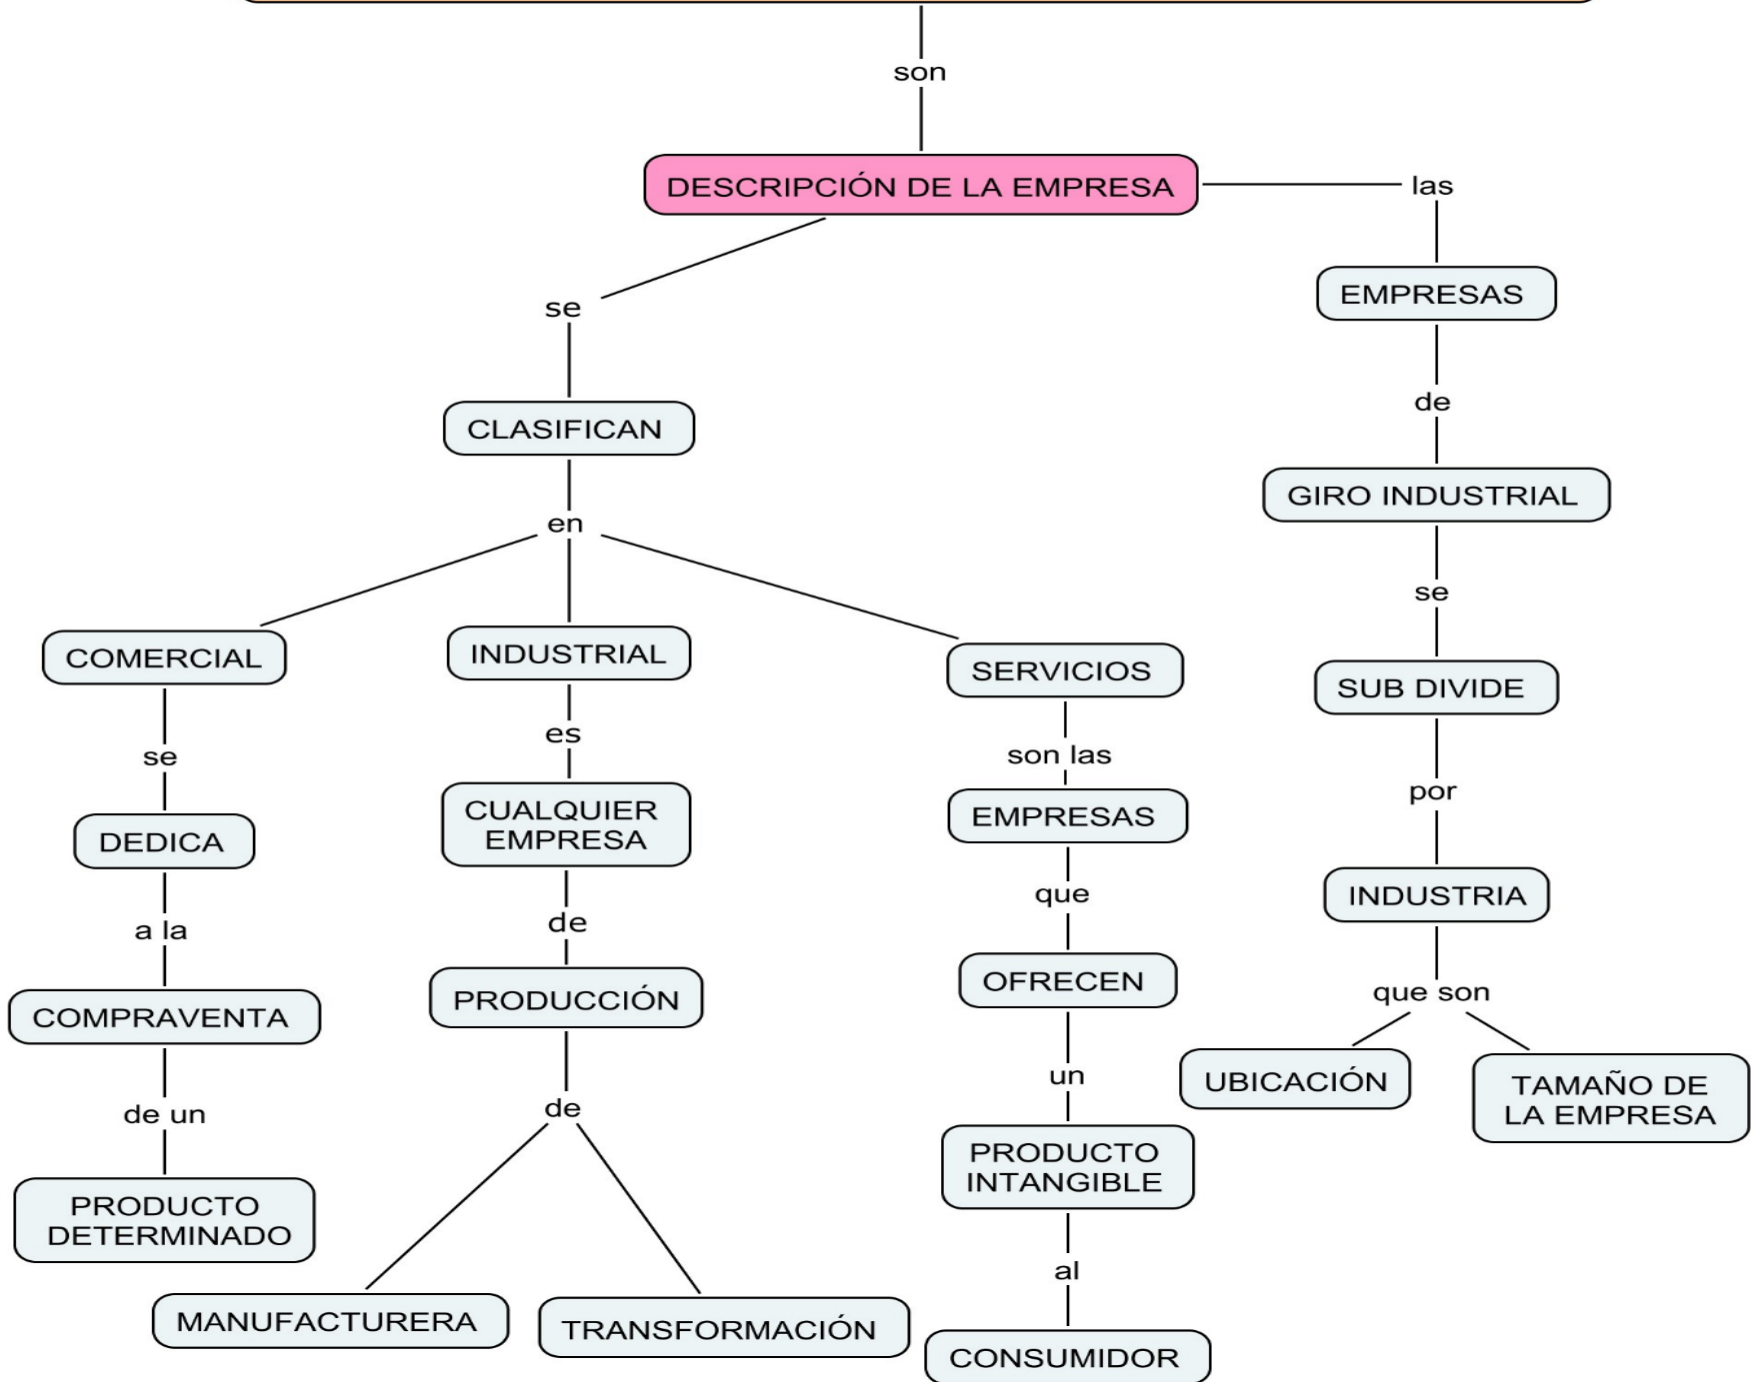 son
DESCRIPCIÓN DE LA EMPRESA
las
se
EMPRESAS
CLASIFICAN
de
en
GIRO INDUSTRIAL
se
COMERCIAL
INDUSTRIAL
SERVICIOS
SUB DIVIDE
se
es
son las
por
DEDICA
CUALQUIER
EMPRESA
EMPRESAS
INDUSTRIA
a la
de
que
que son
COMPRAVENTA
PRODUCCIÓN
OFRECEN
UBICACIÓN
TAMAÑO DE
LA EMPRESA
de un
de
un
PRODUCTO
DETERMINADO
PRODUCTO
INTANGIBLE
al
MANUFACTURERA
TRANSFORMACIÓN
CONSUMIDOR